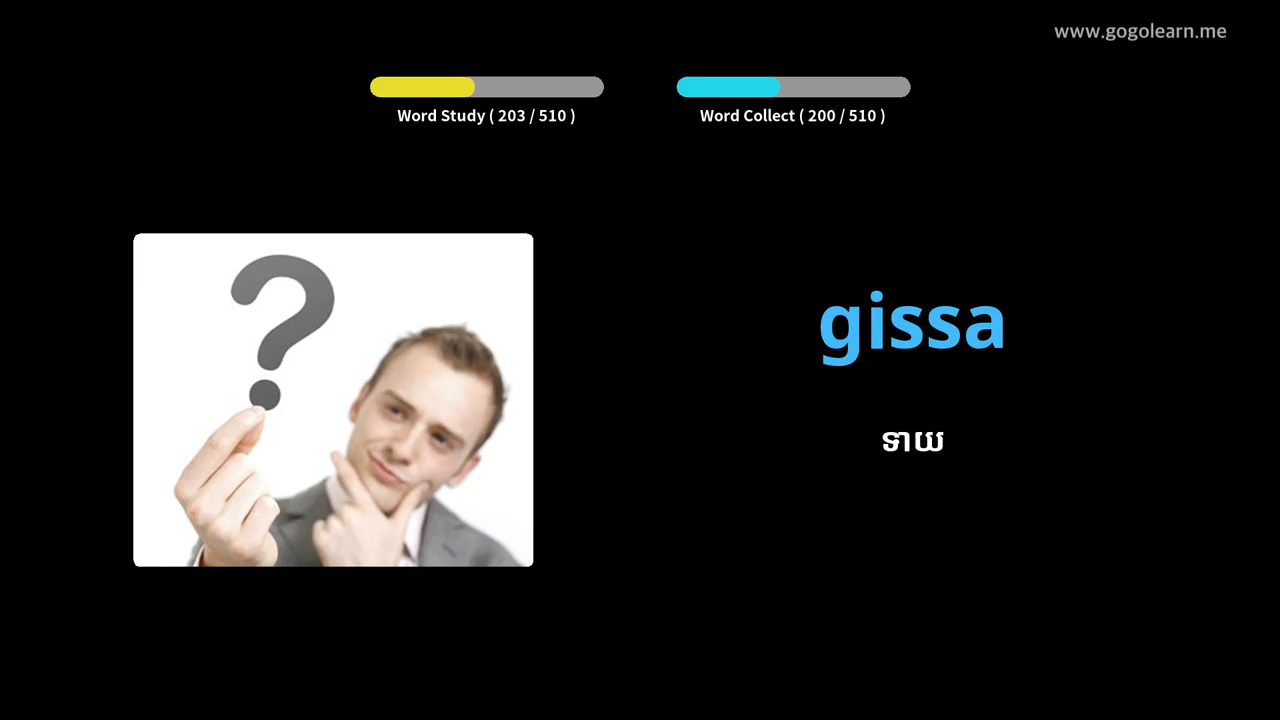 www.gogolearn.me
Word Study ( 203 / 510 )
Word Collect ( 200 / 510 )
?
gissa
ទាយ